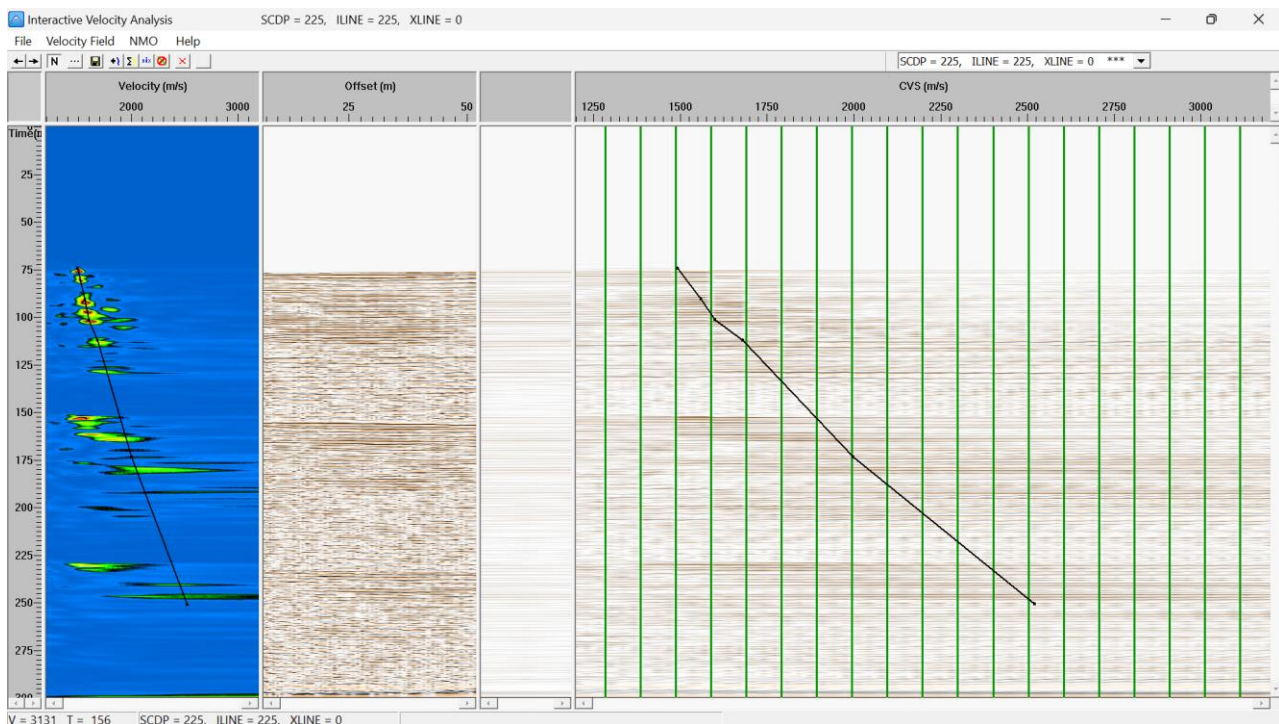 Interactive Velocity Analysis SCDP = 225, ILINE = 225, XLINE = 0
File Velocity Field NMO Help
N ... SCDP = 225, ILINE = 225, XLINE = 0 ***
Velocity (m/s) Offset (m) CVS (m/s)
2000 3000 25 50 1250 1500 1750 2000 2250 2500 2750 3000
25
50
75
100
125
150
175
200
225
250
275
V = 3131 T = 156 SCDP = 225, ILINE = 225, XLINE = 0